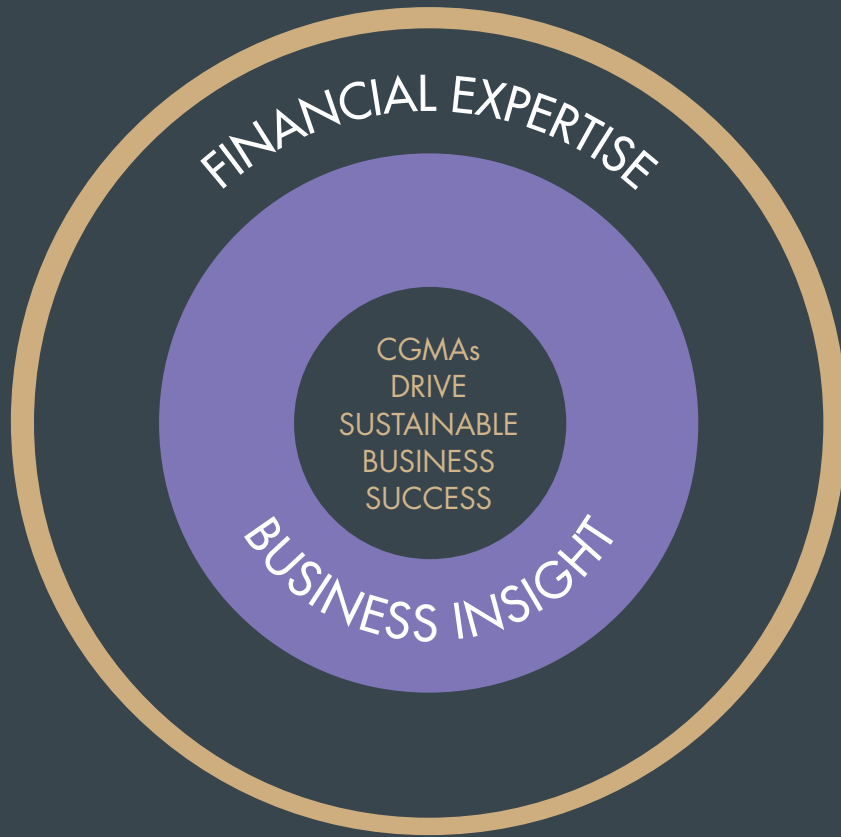 FINANCIAL EXPERTISE
CGMAs
DRIVE
SUSTAINABLE
BUSINESS
SUCCESS
BUSINESS INSIGHT